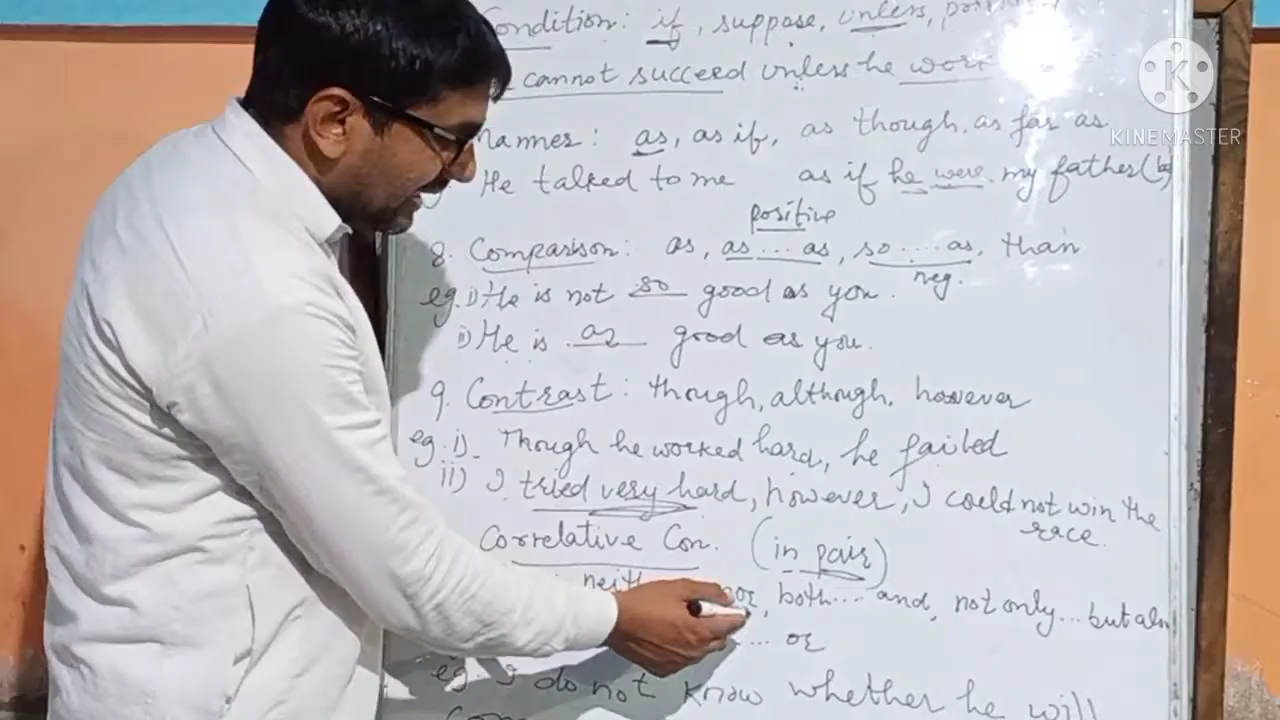 Condition: if, suppose, unless,
cannot succeed unless he work
KINEMASTER
Manner: as, as if, as though, as far as
He talked to me as if he were my father
positive
8. Comparison: as, as ... as, so .... as, than
neg.
eg. i) He is not so good as you.
ii) He is as good as you.
9. Contrast: though, although, however
eg. i) Though he worked hard, he failed
ii) I tried very hard, however, I could not win the
race.
Correlative Con. (in pair)
nor, both.... and, not only... but also
... or
eg. I do not know whether he will